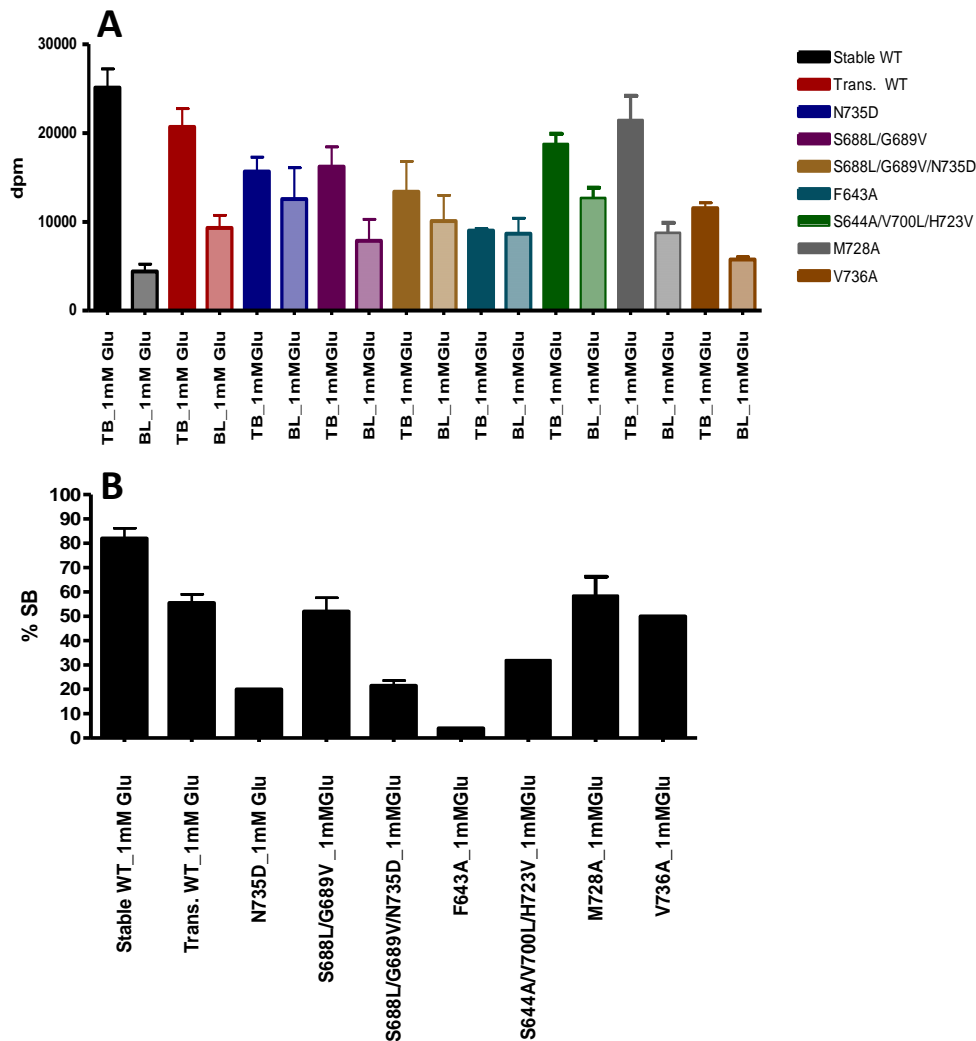 A
30000
20000
10000
0
dpm
TB_1mM Glu
BL_1mM Glu
TB_1mM Glu
BL_1mM Glu
TB_1mMGlu
BL_1mMGlu
TB_1mMGlu
BL_1mMGlu
TB_1mMGlu
BL_1mMGlu
TB_1mMGlu
BL_1mMGlu
TB_1mMGlu
BL_1mMGlu
TB_1mMGlu
BL_1mMGlu
TB_1mMGlu
BL_1mMGlu
Stable WT
Trans. WT
N735D
S688L/G689V
S688L/G689V/N735D
F643A
S644A/V700L/H723V
M728A
V736A
B
100
90
80
70
60
50
40
30
20
10
0
% SB
Stable WT_1mM Glu
Trans. WT_1mM Glu
N735D_1mM Glu
S688L/G689V_1mMGlu
S688L/G689V/N735D_1mMGlu
F643A_1mMGlu
S644A/V700L/H723V_1mMGlu
M728A_1mMGlu
V736A_1mMGlu